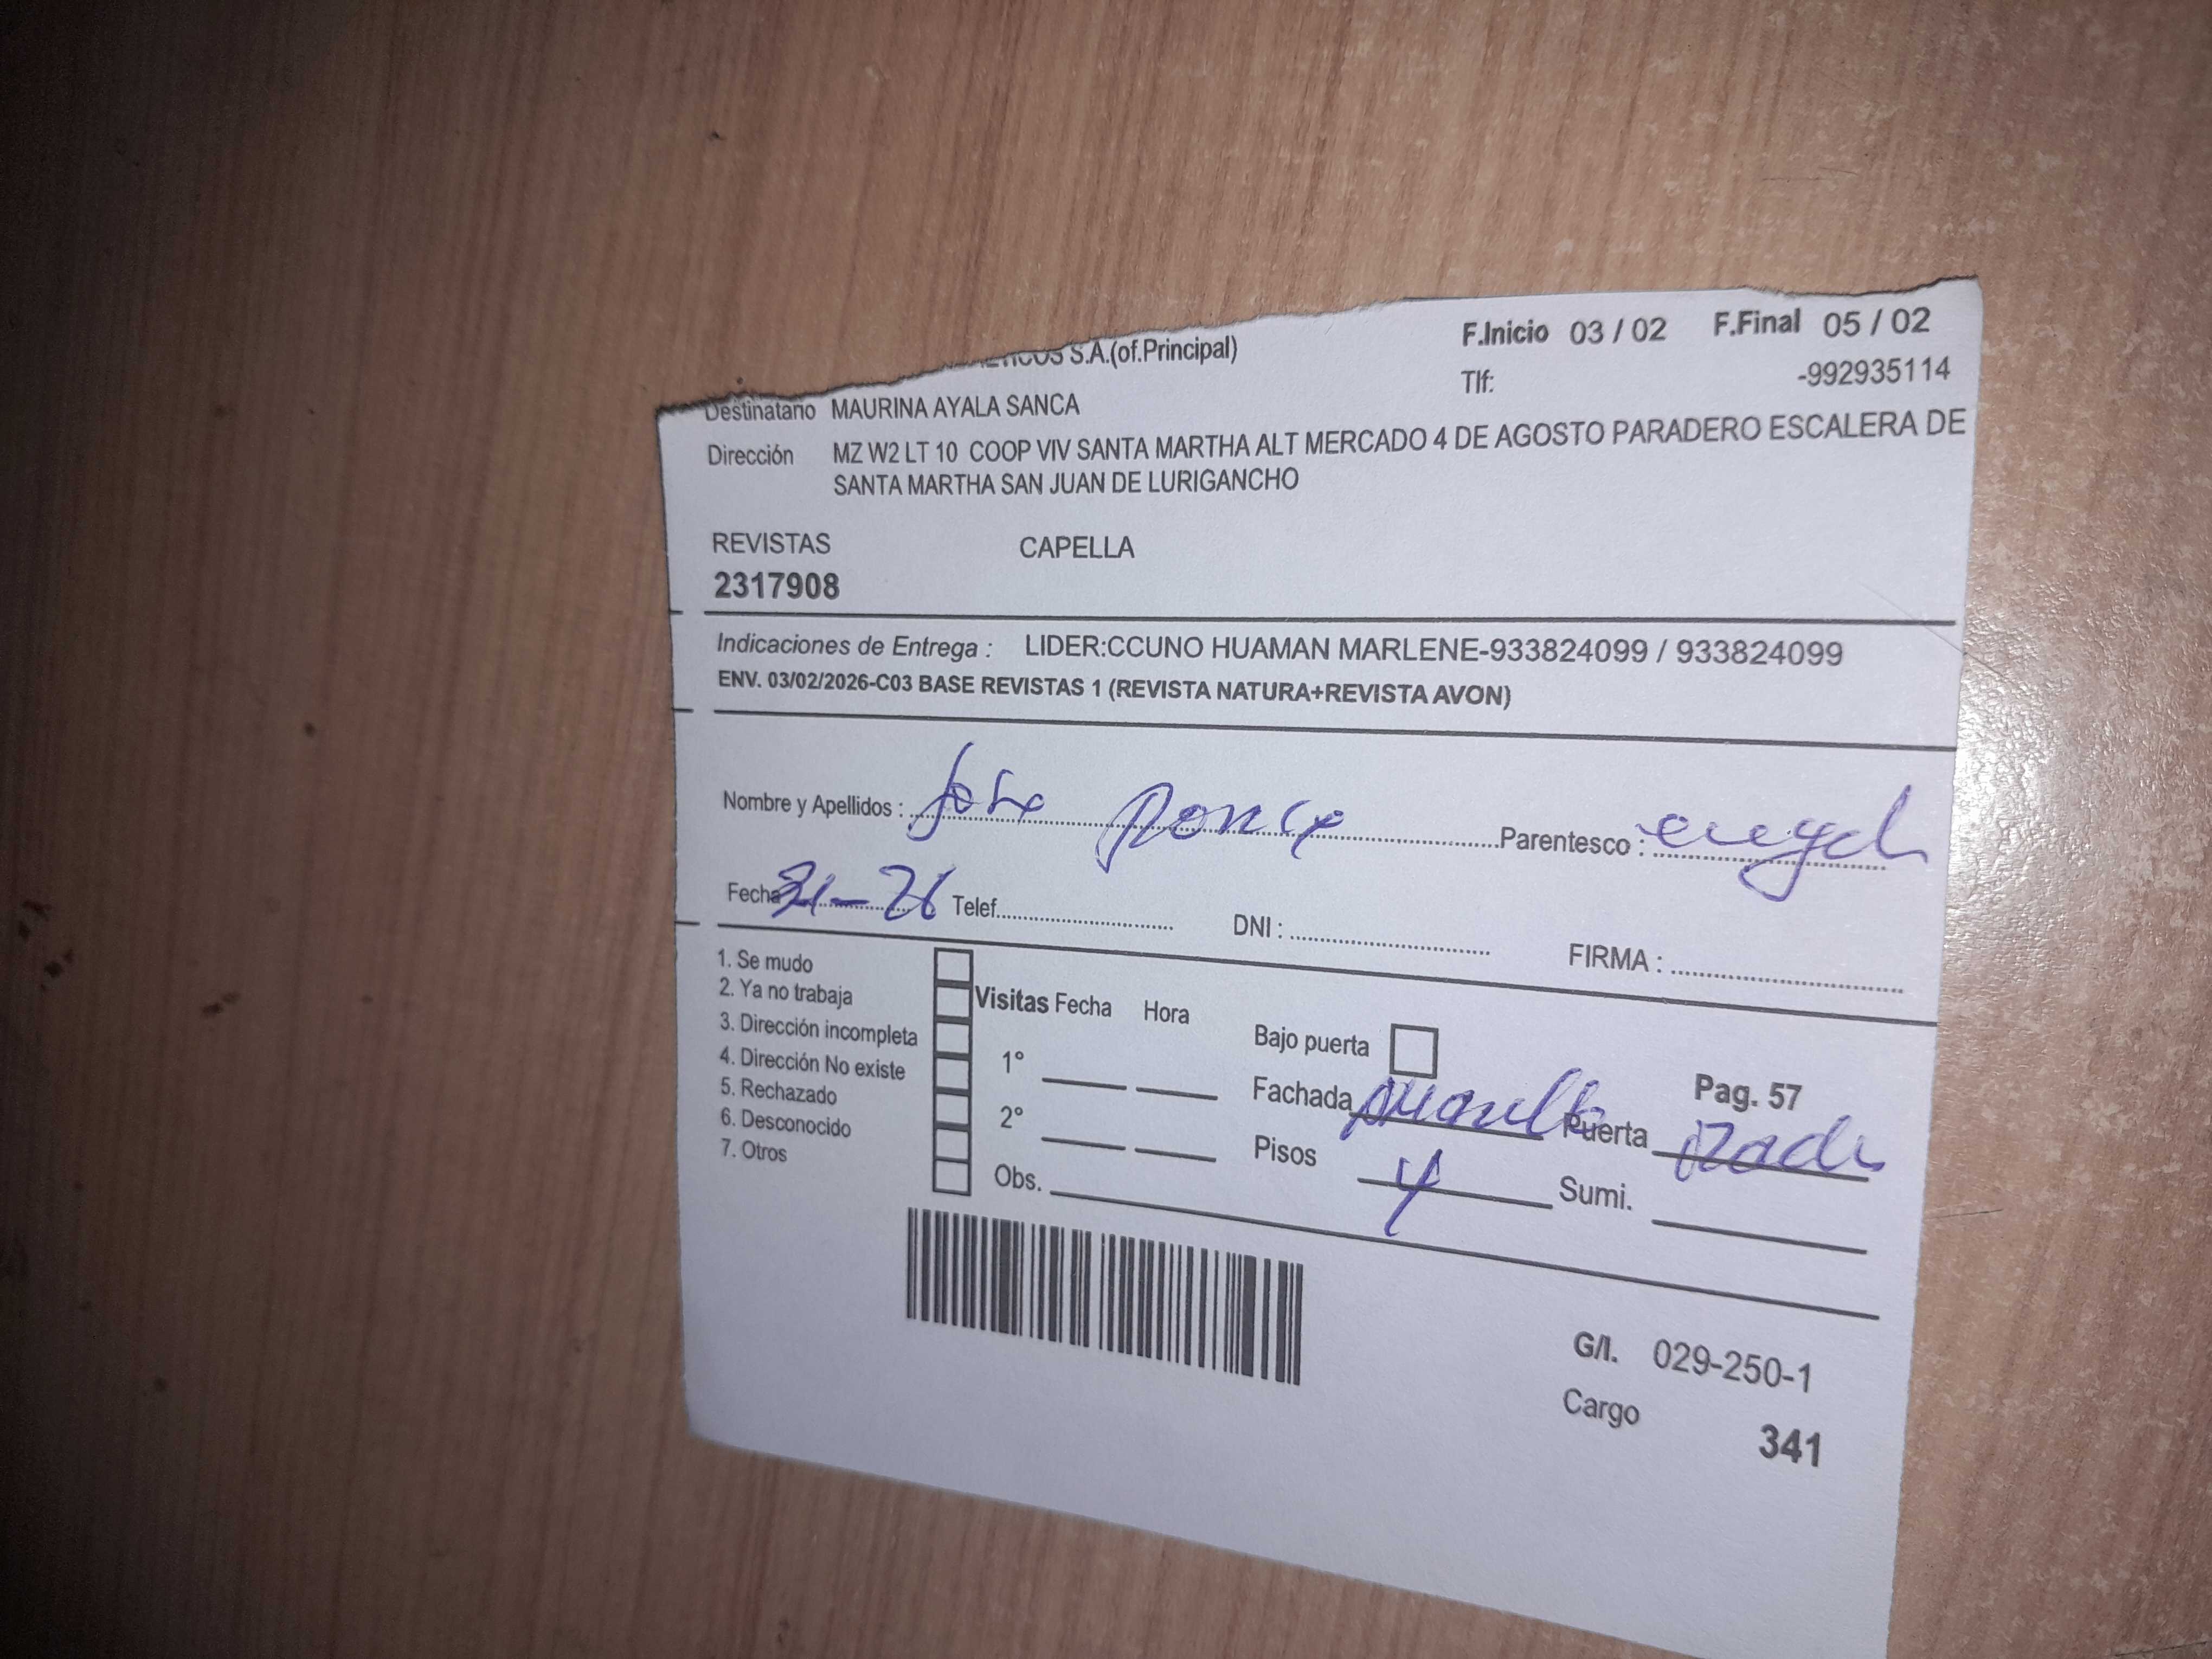 S.A.(of.Principal) F.Inicio 03 / 02 F.Final 05 / 02
Tlf: -992935114
Destinatario MAURINA AYALA SANCA
Dirección MZ W2 LT 10 COOP VIV SANTA MARTHA ALT MERCADO 4 DE AGOSTO PARADERO ESCALERA DE
SANTA MARTHA SAN JUAN DE LURIGANCHO
REVISTAS CAPELLA
2317908
Indicaciones de Entrega : LIDER:CCUNO HUAMAN MARLENE-933824099 / 933824099
ENV. 03/02/2026-C03 BASE REVISTAS 1 (REVISTA NATURA+REVISTA AVON)
Nombre y Apellidos : Jose Ponce Parentesco :
Fecha Telef. DNI : FIRMA :
1. Se mudo
2. Ya no trabaja
3. Dirección incompleta
4. Dirección No existe
5. Rechazado
6. Desconocido
7. Otros
Visitas Fecha Hora
1°
2°
Obs.
Bajo puerta
Fachada Puerta
Pisos 4 Sumi.
Pag. 57
G/I. 029-250-1
Cargo 341